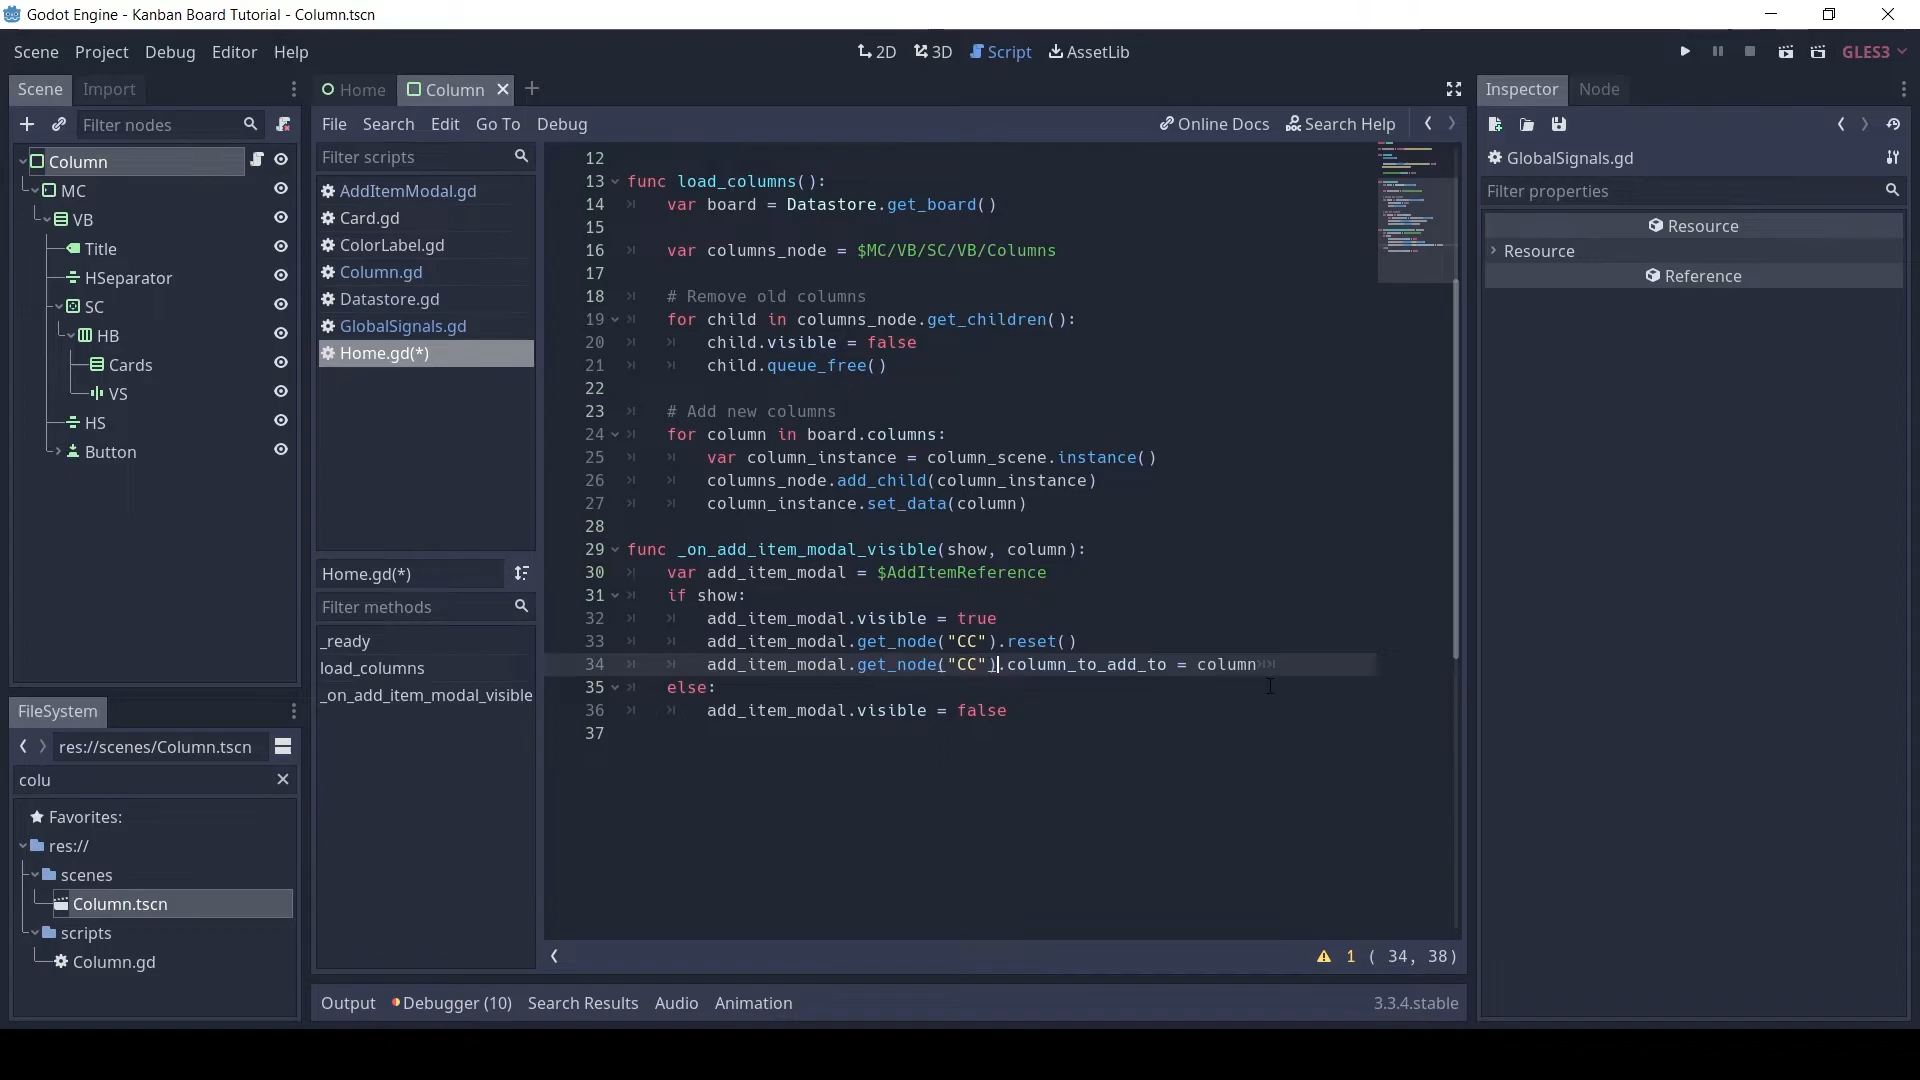 Godot Engine - Kanban Board Tutorial - Column.tscn
Scene Project Debug Editor Help
2D 3D Script AssetLib
GLES3
Scene Import
Filter nodes
Column
MC
VB
Title
HSeparator
SC
HB
Cards
VS
HS
Button
FileSystem
res://scenes/Column.tscn
colu
Favorites:
res://
scenes
Column.tscn
scripts
Column.gd
Home Column
File Search Edit Go To Debug
Online Docs Search Help
Filter scripts
AddItemModal.gd
Card.gd
ColorLabel.gd
Column.gd
Datastore.gd
GlobalSignals.gd
Home.gd(*)
Home.gd(*)
Filter methods
_ready
load_columns
_on_add_item_modal_visible
12
13 func load_columns():
14 var board = Datastore.get_board()
15
16 var columns_node = $MC/VB/SC/VB/Columns
17
18 # Remove old columns
19 for child in columns_node.get_children():
20 child.visible = false
21 child.queue_free()
22
23 # Add new columns
24 for column in board.columns:
25 var column_instance = column_scene.instance()
26 columns_node.add_child(column_instance)
27 column_instance.set_data(column)
28
29 func _on_add_item_modal_visible(show, column):
30 var add_item_modal = $AddItemReference
31 if show:
32 add_item_modal.visible = true
33 add_item_modal.get_node("CC").reset()
34 add_item_modal.get_node("CC").column_to_add_to = column
35 else:
36 add_item_modal.visible = false
37
1 ( 34, 38)
Output Debugger (10) Search Results Audio Animation
3.3.4.stable
Inspector Node
GlobalSignals.gd
Filter properties
Resource
Resource
Reference